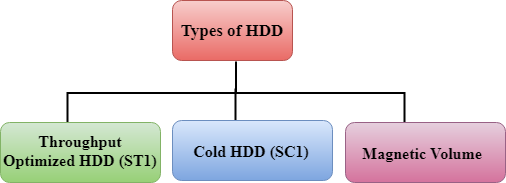 Types of HDD
Throughput
Optimized HDD (ST1)
Cold HDD (SC1)
Magnetic Volume